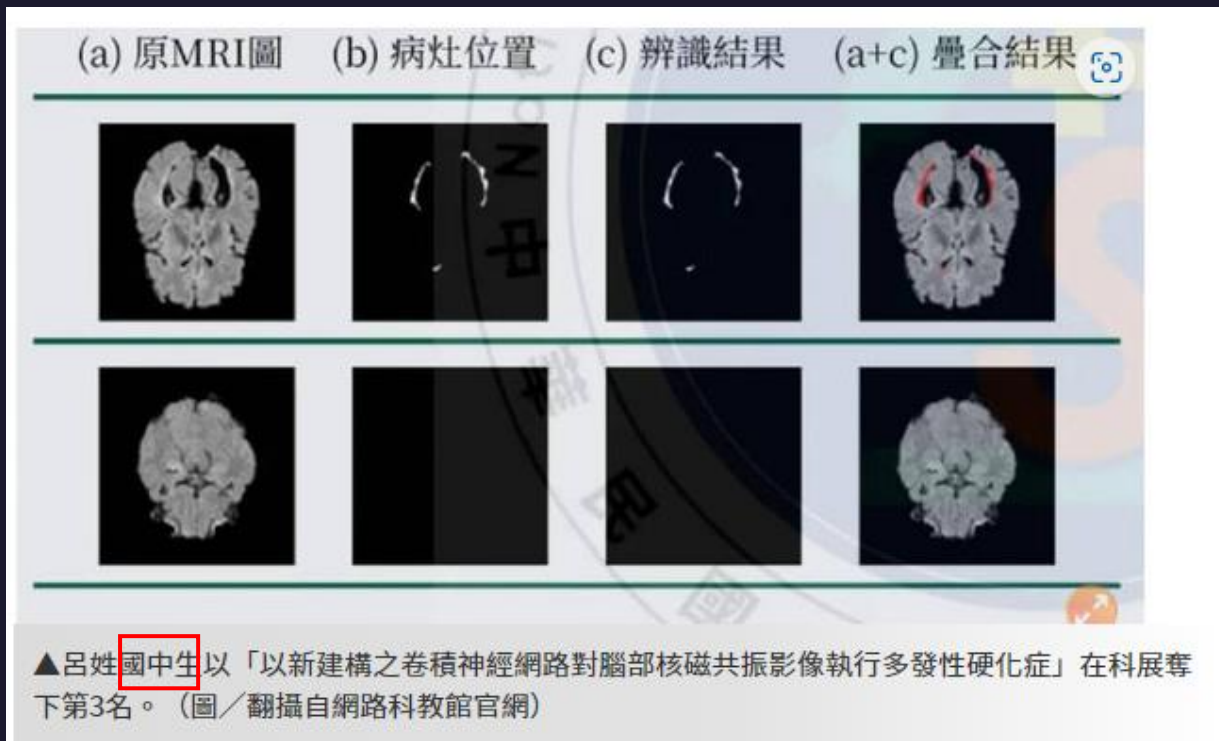 (a) 原MRI圖 (b) 病灶位置 (c) 辨識結果 (a+c) 疊合結果
▲呂姓國中生以「以新建構之卷積神經網路對腦部核磁共振影像執行多發性硬化症」在科展奪
下第3名。（圖／翻攝自網路科教館官網）